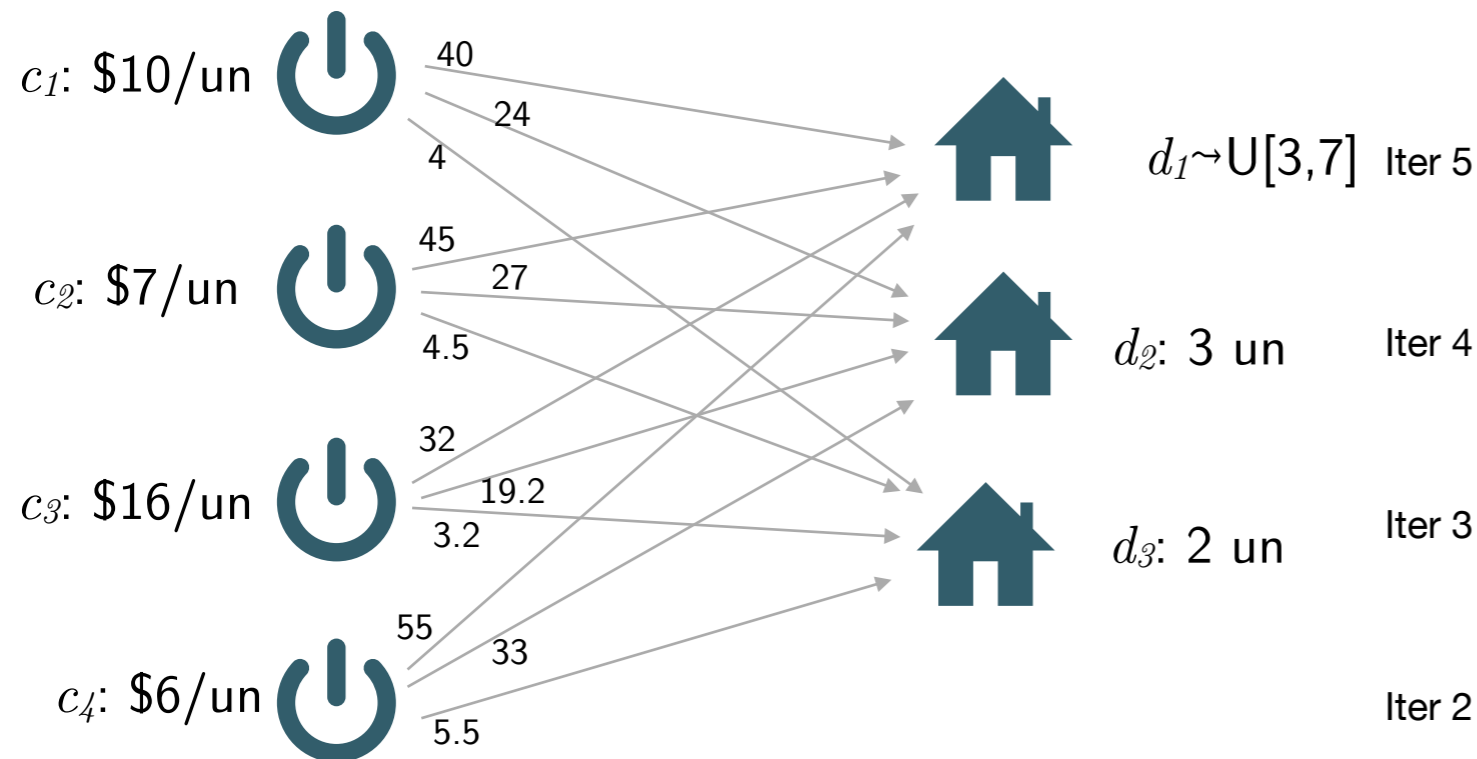 c1: $10/un
40
24
4
d1⤳U[3,7]
Iter 5
c2: $7/un
45
27
4.5
d2: 3 un
Iter 4
c3: $16/un
32
19.2
3.2
d3: 2 un
Iter 3
c4: $6/un
55
33
5.5
Iter 2